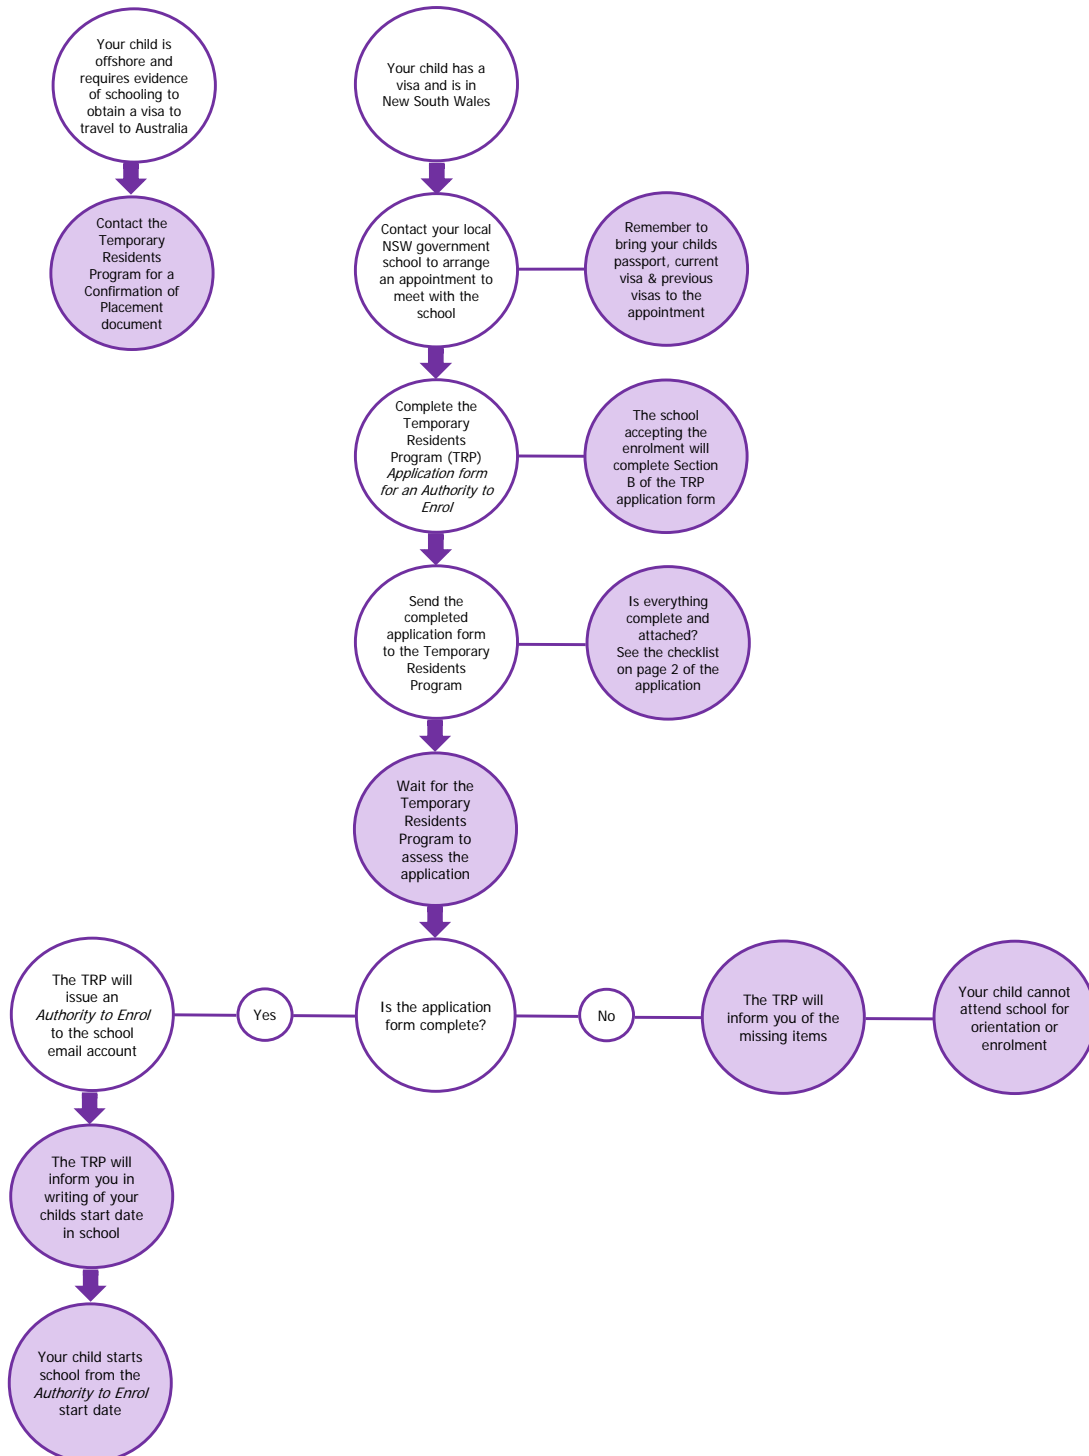 Your child is
offshore and
requires evidence
of schooling to
obtain a visa to
travel to Australia
Your child has a
visa and is in
New South Wales
Contact the
Temporary
Residents
Program for a
Confirmation of
Placement
document
Contact your local
NSW government
school to arrange
an appointment to
meet with the
school
Remember to
bring your childs
passport, current
visa & previous
visas to the
appointment
Complete the
Temporary
Residents
Program (TRP)
Application form
for an Authority to
Enrol
The school
accepting the
enrolment will
complete Section
B of the TRP
application form
Send the
completed
application form
to the Temporary
Residents
Program
Is everything
complete and
attached?
See the checklist
on page 2 of the
application
Wait for the
Temporary
Residents
Program to
assess the
application
The TRP will
issue an
Authority to Enrol
to the school
email account
Yes
Is the application
form complete?
No
The TRP will
inform you of the
missing items
Your child cannot
attend school for
orientation or
enrolment
The TRP will
inform you in
writing of your
childs start date
in school
Your child starts
school from the
Authority to Enrol
start date